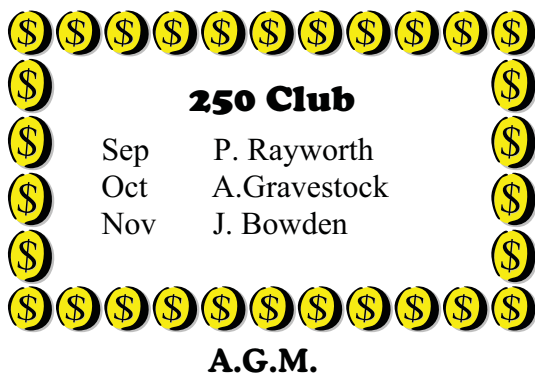 $ $ $ $ $ $ $ $ $ $ $
$ $
250 Club
$ $
Sep P. Rayworth
$ $
Oct A.Gravestock
Nov J. Bowden
$ $
$ $ $ $ $ $ $ $ $ $ $
A.G.M.